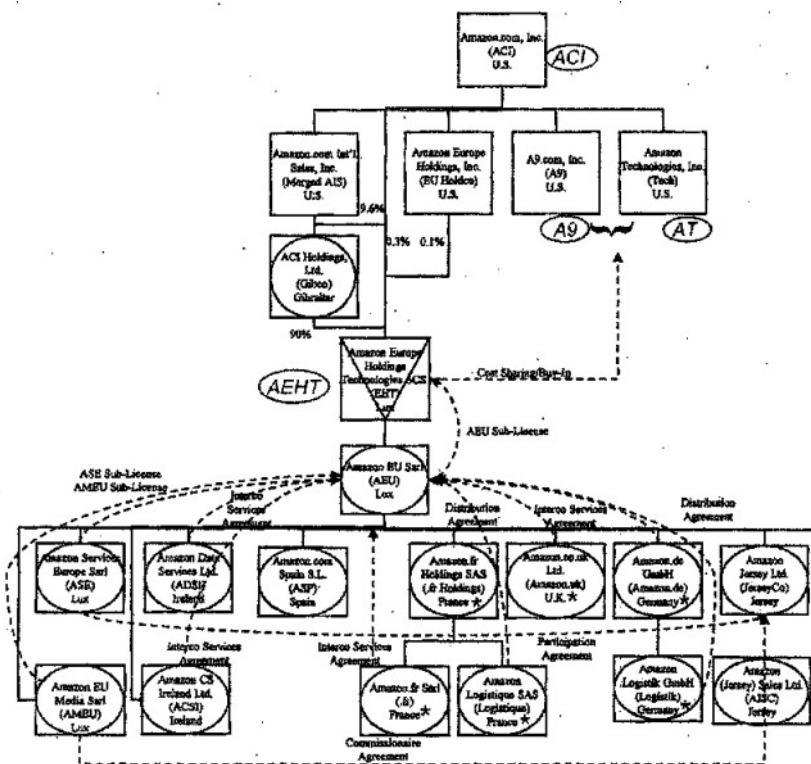 Amazon.com, Inc.
(ACI)
U.S.
ACI
Amazon.com Int'l
Sales, Inc.
(Merged AIS)
U.S.
Amazon Europe
Holdings, Inc.
(EU Holdco)
U.S.
A9.com, Inc.
(A9)
U.S.
Amazon
Technologies, Inc.
(Tech)
U.S.
9.6%
A9
AT
0.3%
0.1%
ACI Holdings,
Ltd.
(Gibco)
Gibraltar
90%
Amazon Europe
Holdings
Technologies SCS
(EHT)
Lux
AEHT
Cost Sharing/Buy-In
AEU Sub-License
Amazon EU Sarl
(AEU)
Lux
ASE Sub-License
AMEU Sub-License
Interco
Services
Agreement
Distribution
Agreement
Interco Services
Agreement
Distribution
Agreement
Amazon Services
Europe Sarl
(ASE)
Lux
Amazon Data
Services Ltd.
(ADSI)
Ireland
Amazon.com
Spain S.L.
(ASP)
Spain
Amazon.fr
Holdings SAS
(.fr Holdings)
France*
Amazon.co.uk
Ltd.
(Amazon.uk)
U.K.*
Amazon.de
GmbH
(Amazon.de)
Germany*
Amazon
Jersey Ltd.
(JerseyCo)
Jersey
Interco Services
Agreement
Interco Services
Agreement
Participation
Agreement
Amazon EU
Media Sarl
(AMEU)
Lux
Amazon CS
Ireland Ltd.
(ACSI)
Ireland
Amazon.fr Sarl
(.fr)
France*
Amazon
Logistique SAS
(Logistique)
France*
Amazon
Logistik GmbH
(Logistik)
Germany*
Amazon
(Jersey) Sales Ltd.
(AJSC)
Jersey
Commissionaire
Agreement